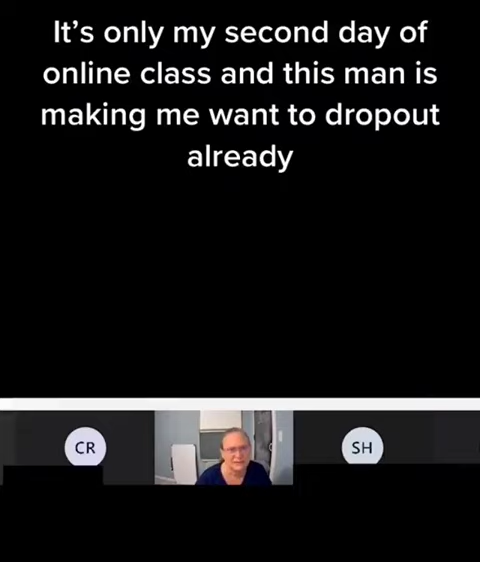 It's only my second day of
online class and this man is
making me want to dropout
already
CR
SH